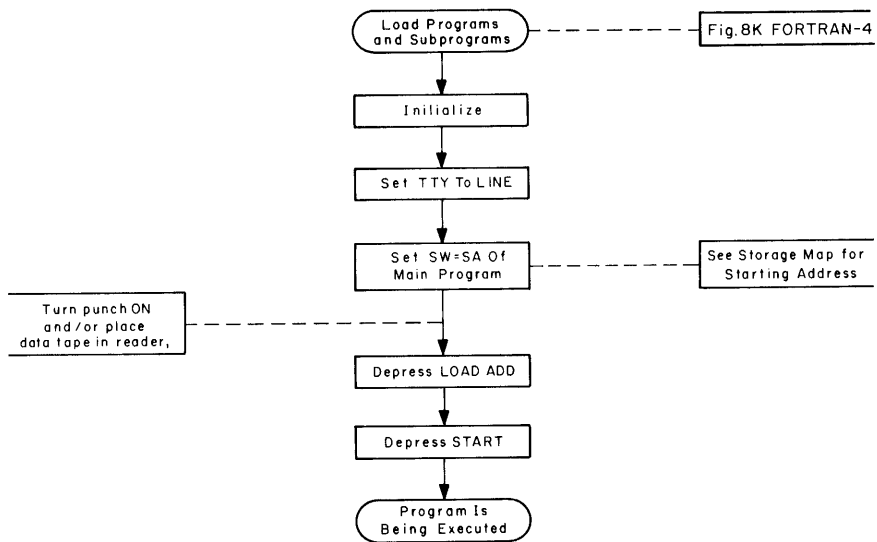 Load Programs
and Subprograms
Fig.8K FORTRAN-4
Inilialize
Set TTY To LINE
Set SW=SA Of
Main Program
See Storage Map for
Starting Address
Turn punch ON
and/or place
data tape in reader,
Depress LOAD ADD
Depress START
Program Is
Being Executed